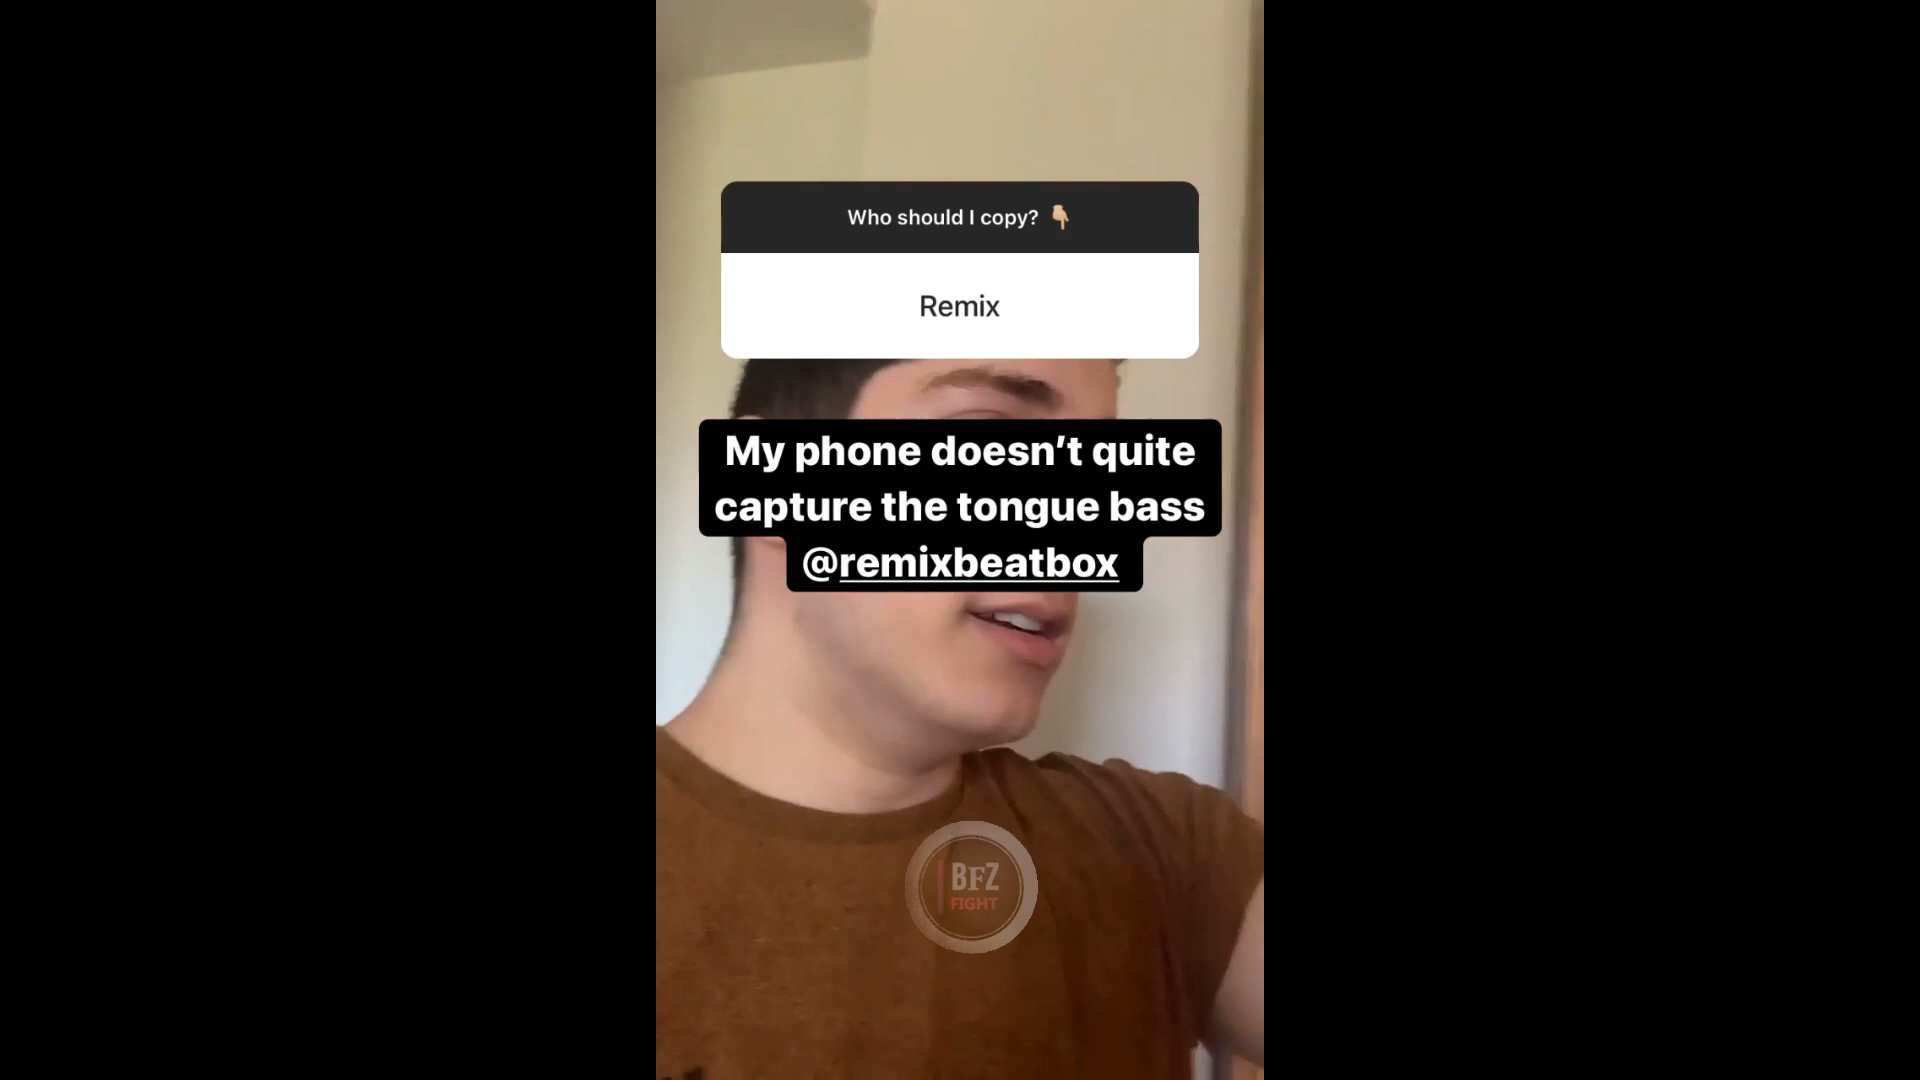 Who should I copy? 👇🏼
Remix
My phone doesn’t quite
capture the tongue bass
@remixbeatbox
BFZ
FIGHT